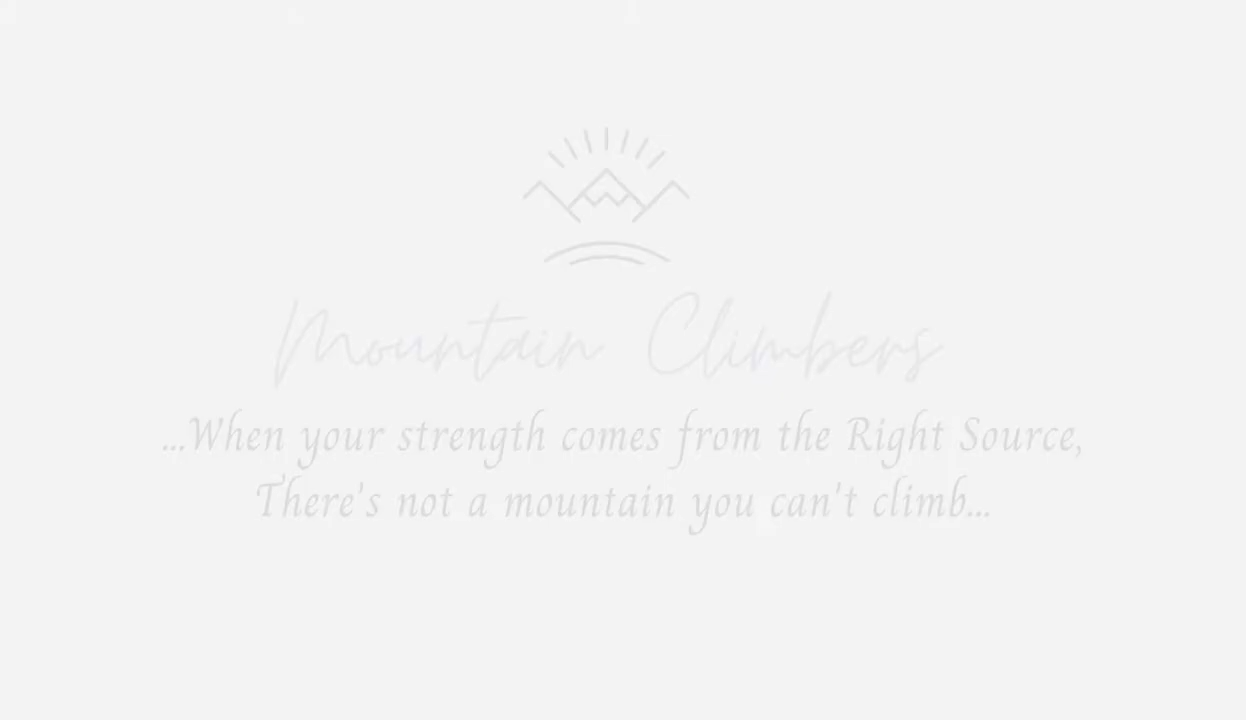 Mountain Climbers
...When your strength comes from the Right Source,
There's not a mountain you can't climb...